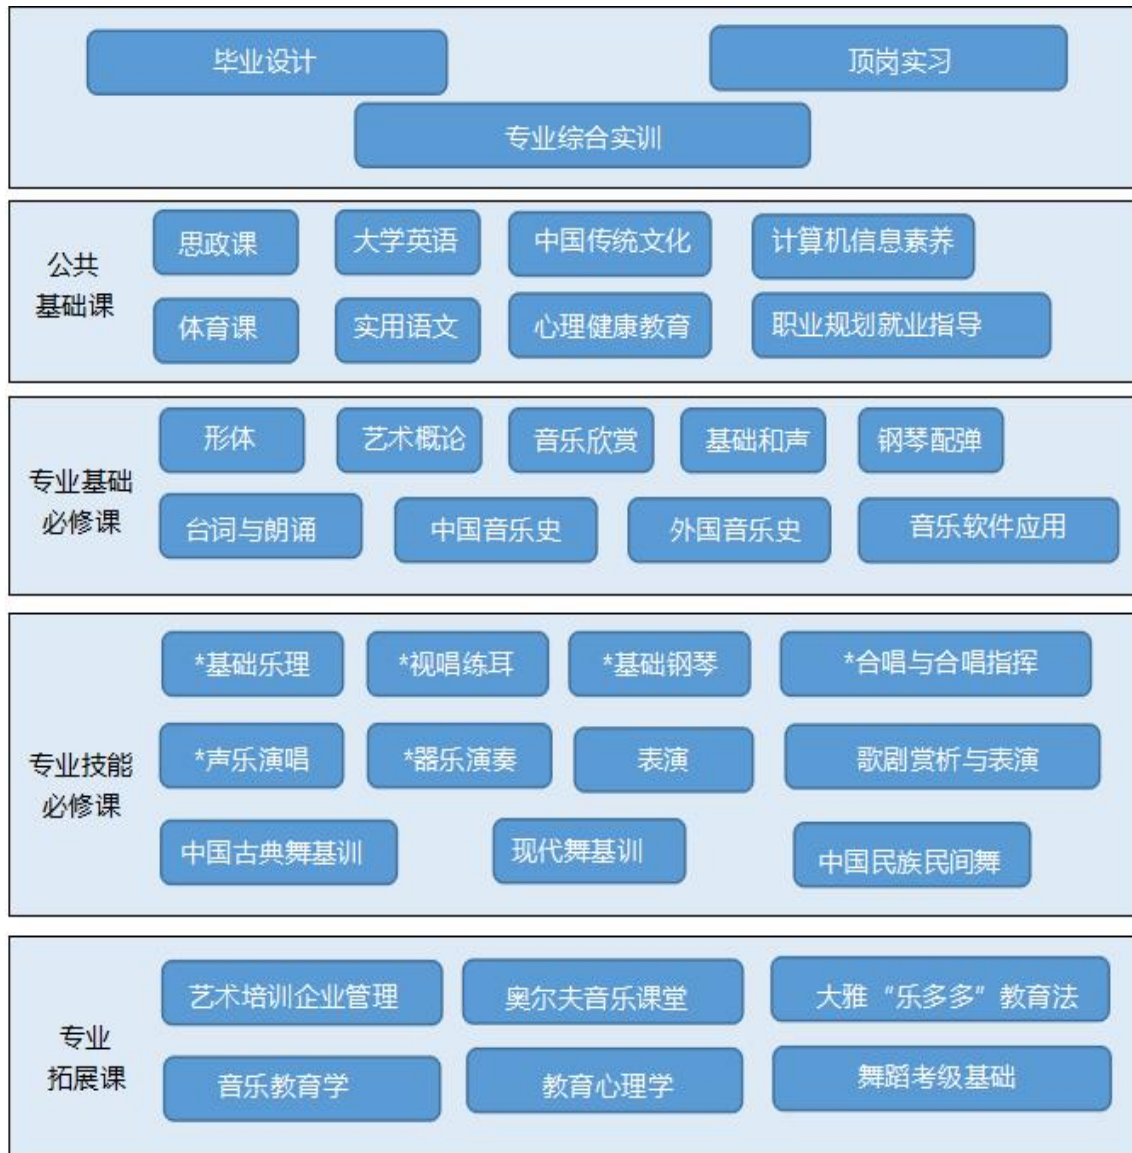 毕业设计
顶岗实习
专业综合实训
公共
基础课
思政课
大学英语
中国传统文化
计算机信息素养
体育课
实用语文
心理健康教育
职业规划就业指导
专业基础
必修课
形体
艺术概论
音乐欣赏
基础和声
钢琴配弹
台词与朗诵
中国音乐史
外国音乐史
音乐软件应用
专业技能
必修课
*基础乐理
*视唱练耳
*基础钢琴
*合唱与合唱指挥
*声乐演唱
*器乐演奏
表演
歌剧赏析与表演
中国古典舞基训
现代舞基训
中国民族民间舞
专业
拓展课
艺术培训企业管理
奥尔夫音乐课堂
大雅“乐多多”教育法
音乐教育学
教育心理学
舞蹈考级基础